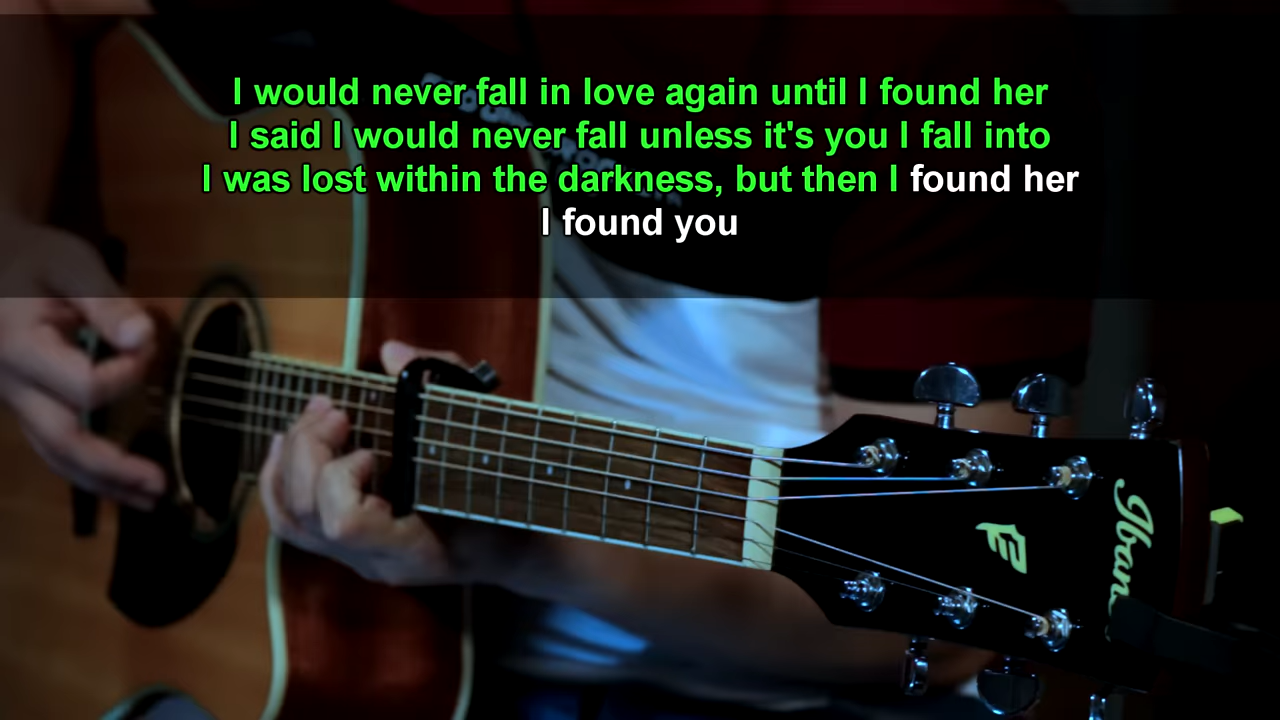 I would never fall in love again until I found her
I said I would never fall unless it's you I fall into
I was lost within the darkness, but then I found her
I found you
Iban